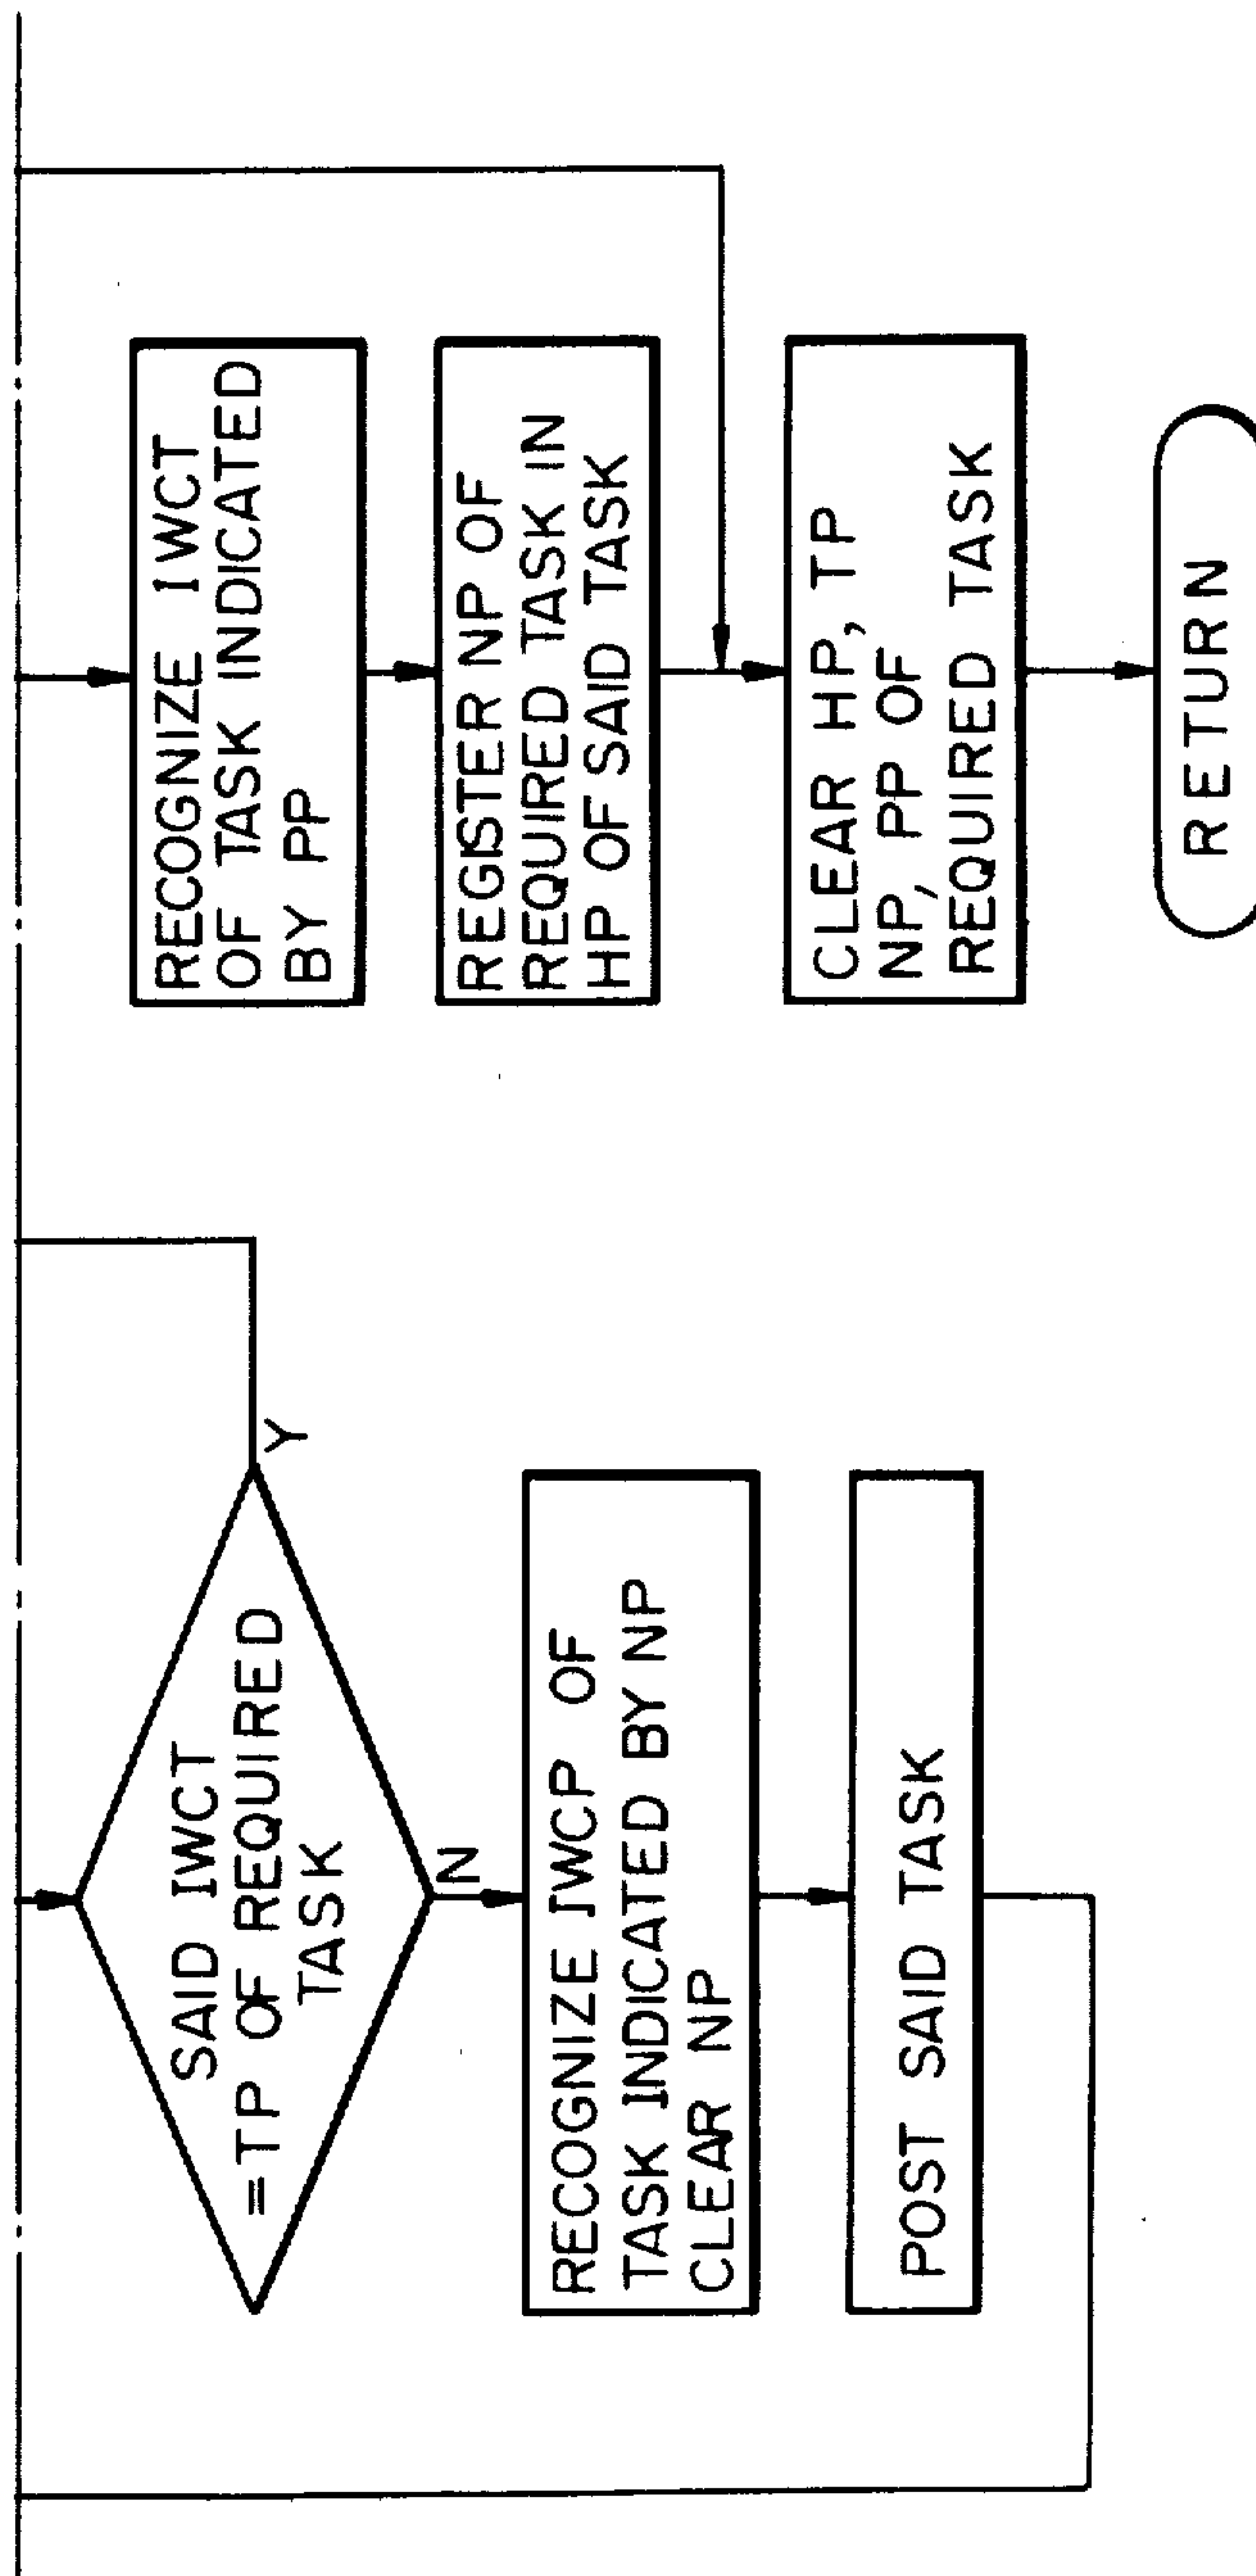 SAID IWCT
=TP OF REQUIRED
TASK
Y
N
RECOGNIZE IWCP OF
TASK INDICATED BY NP
CLEAR NP
POST SAID TASK
RECOGNIZE IWCT
OF TASK INDICATED
BY PP
REGISTER NP OF
REQUIRED TASK IN
HP OF SAID TASK
CLEAR HP, TP
NP, PP OF
REQUIRED TASK
RETURN